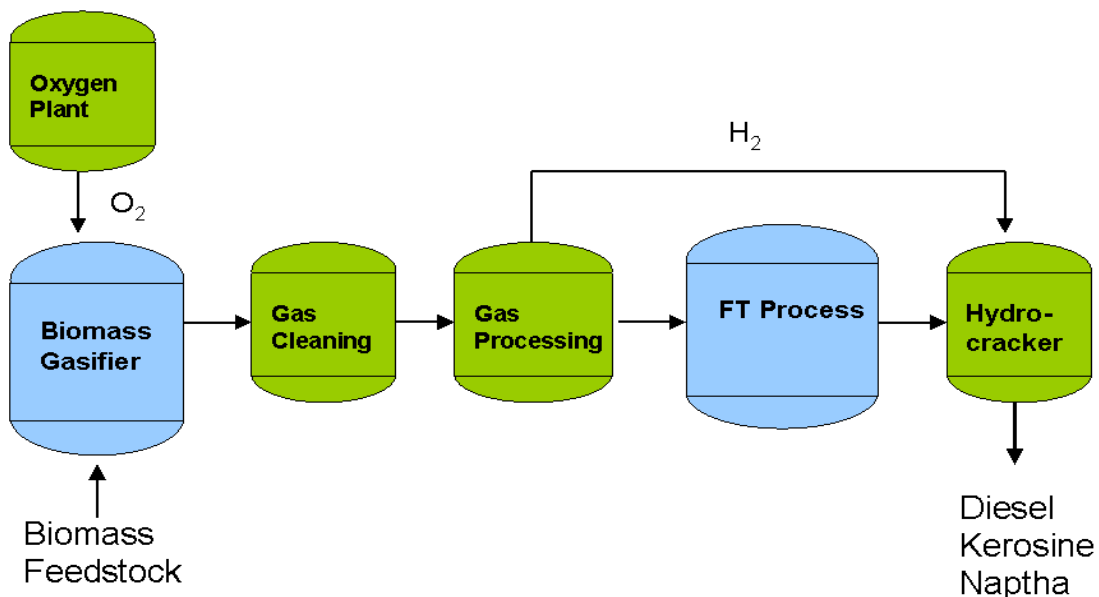 Oxygen
Plant
H₂
O₂
Biomass
Gasifier
Gas
Cleaning
Gas
Processing
FT Process
Hydro-
cracker
Biomass
Feedstock
Diesel
Kerosine
Naptha